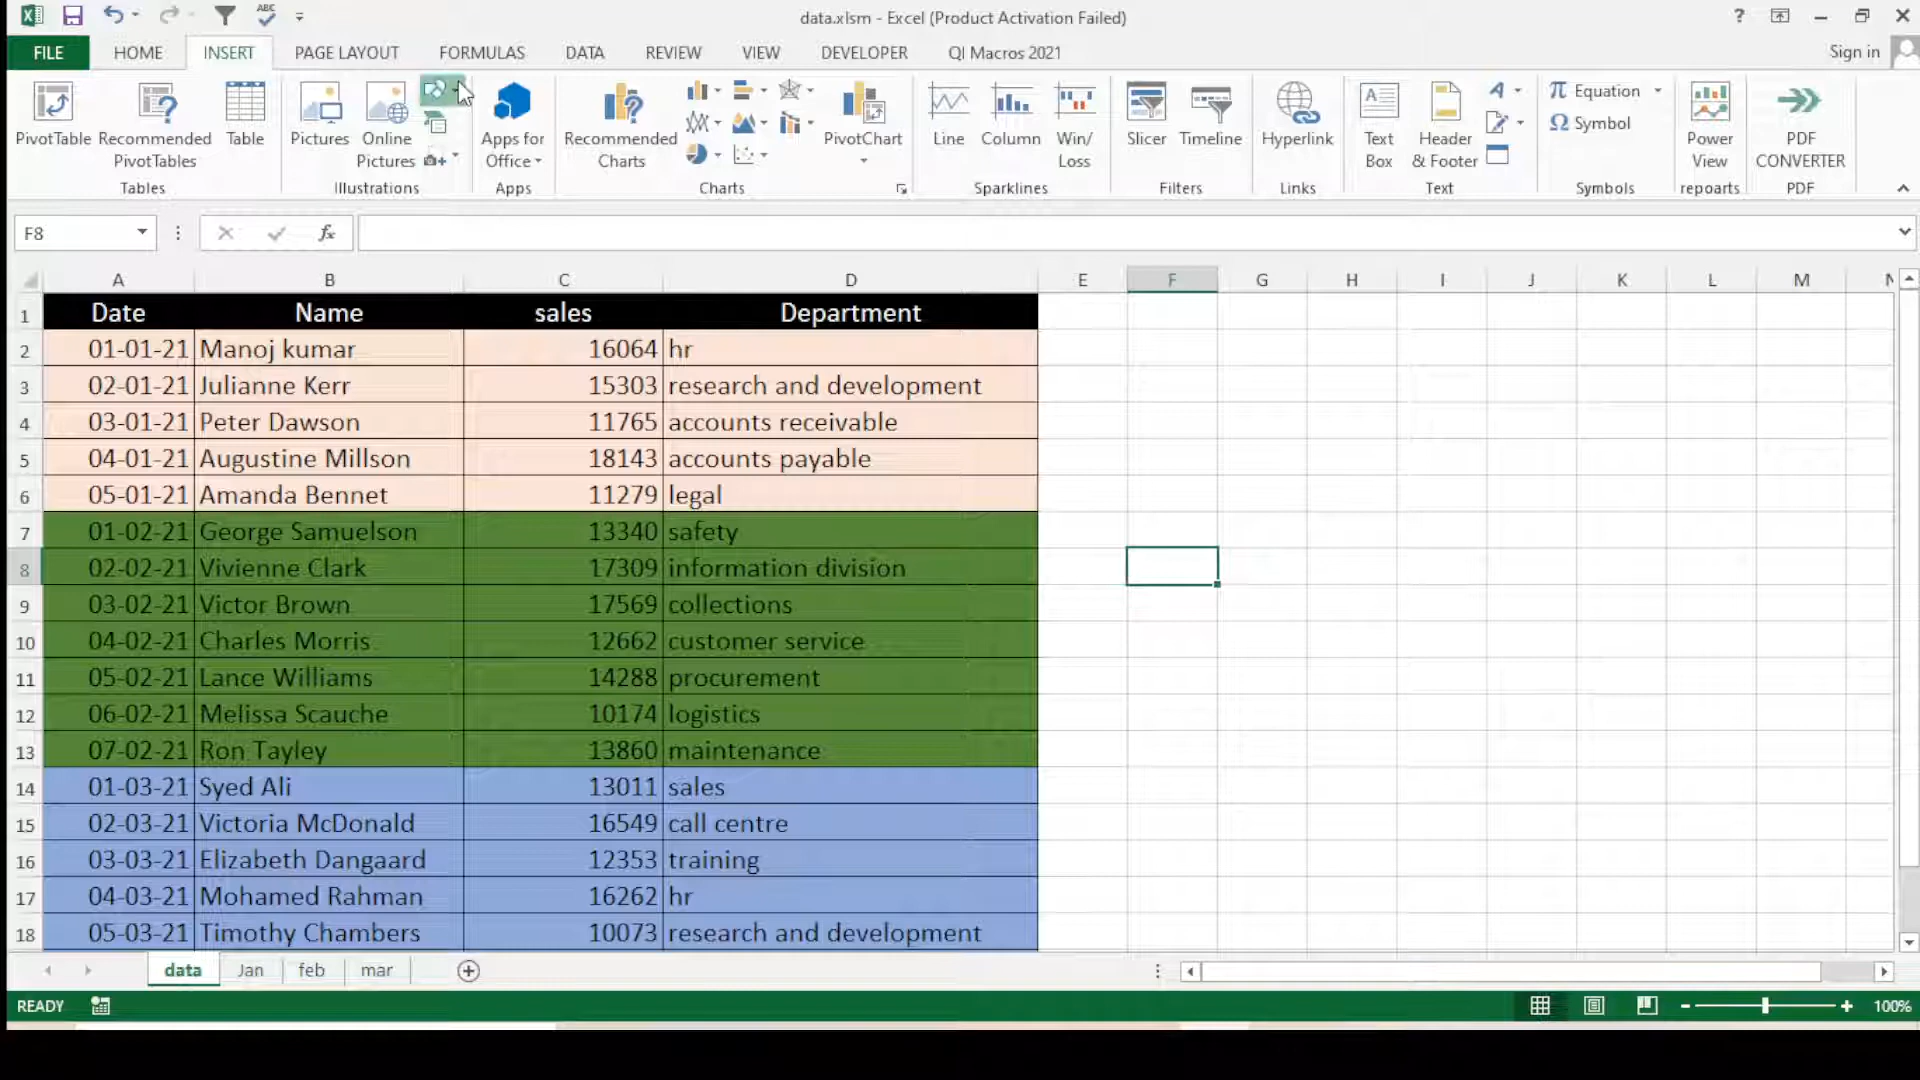 data.xlsm - Excel (Product Activation Failed)
?
FILE HOME INSERT PAGE LAYOUT FORMULAS DATA REVIEW VIEW DEVELOPER QI Macros 2021 Sign in
PivotTable Recommended PivotTables Table
Tables
Pictures Online Pictures
Illustrations
Apps for Office
Apps
Recommended Charts PivotChart
Charts
Line Column Win/ Loss
Sparklines
Slicer Timeline
Filters
Hyperlink
Links
Text Box Header & Footer
Text
Equation
Symbol
Symbols
Power View
repoarts
PDF CONVERTER
PDF
F8 fx
A B C D E F G H I J K L M N
1 Date Name sales Department
2 01-01-21 Manoj kumar 16064 hr
3 02-01-21 Julianne Kerr 15303 research and development
4 03-01-21 Peter Dawson 11765 accounts receivable
5 04-01-21 Augustine Millson 18143 accounts payable
6 05-01-21 Amanda Bennet 11279 legal
7 01-02-21 George Samuelson 13340 safety
8 02-02-21 Vivienne Clark 17309 information division
9 03-02-21 Victor Brown 17569 collections
10 04-02-21 Charles Morris 12662 customer service
11 05-02-21 Lance Williams 14288 procurement
12 06-02-21 Melissa Scauche 10174 logistics
13 07-02-21 Ron Tayley 13860 maintenance
14 01-03-21 Syed Ali 13011 sales
15 02-03-21 Victoria McDonald 16549 call centre
16 03-03-21 Elizabeth Dangaard 12353 training
17 04-03-21 Mohamed Rahman 16262 hr
18 05-03-21 Timothy Chambers 10073 research and development
data Jan feb mar
READY 100%